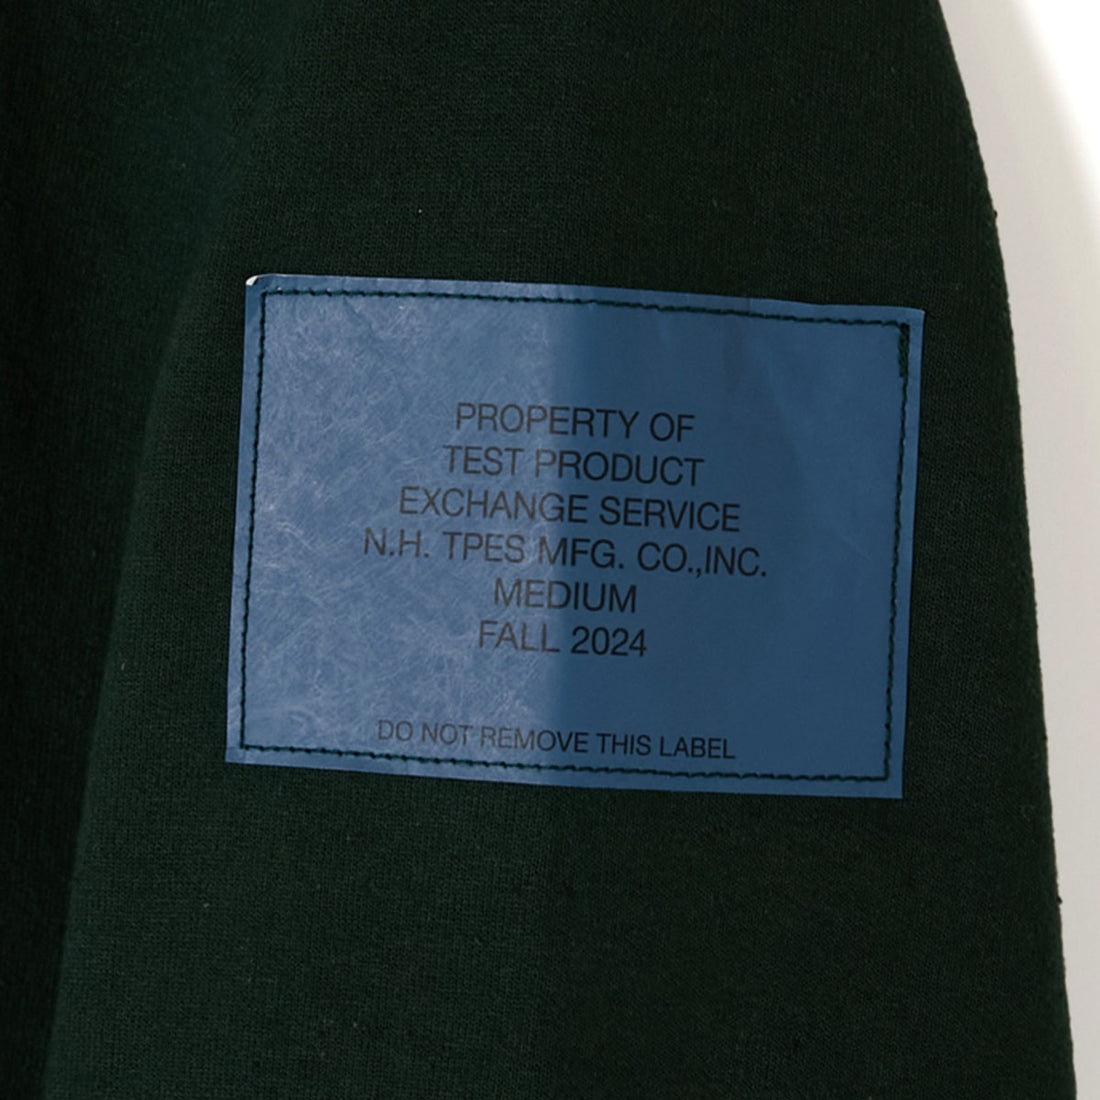 PROPERTY OF
TEST PRODUCT
EXCHANGE SERVICE
N.H. TPES MFG. CO.,INC.
MEDIUM
FALL 2024
DO NOT REMOVE THIS LABEL